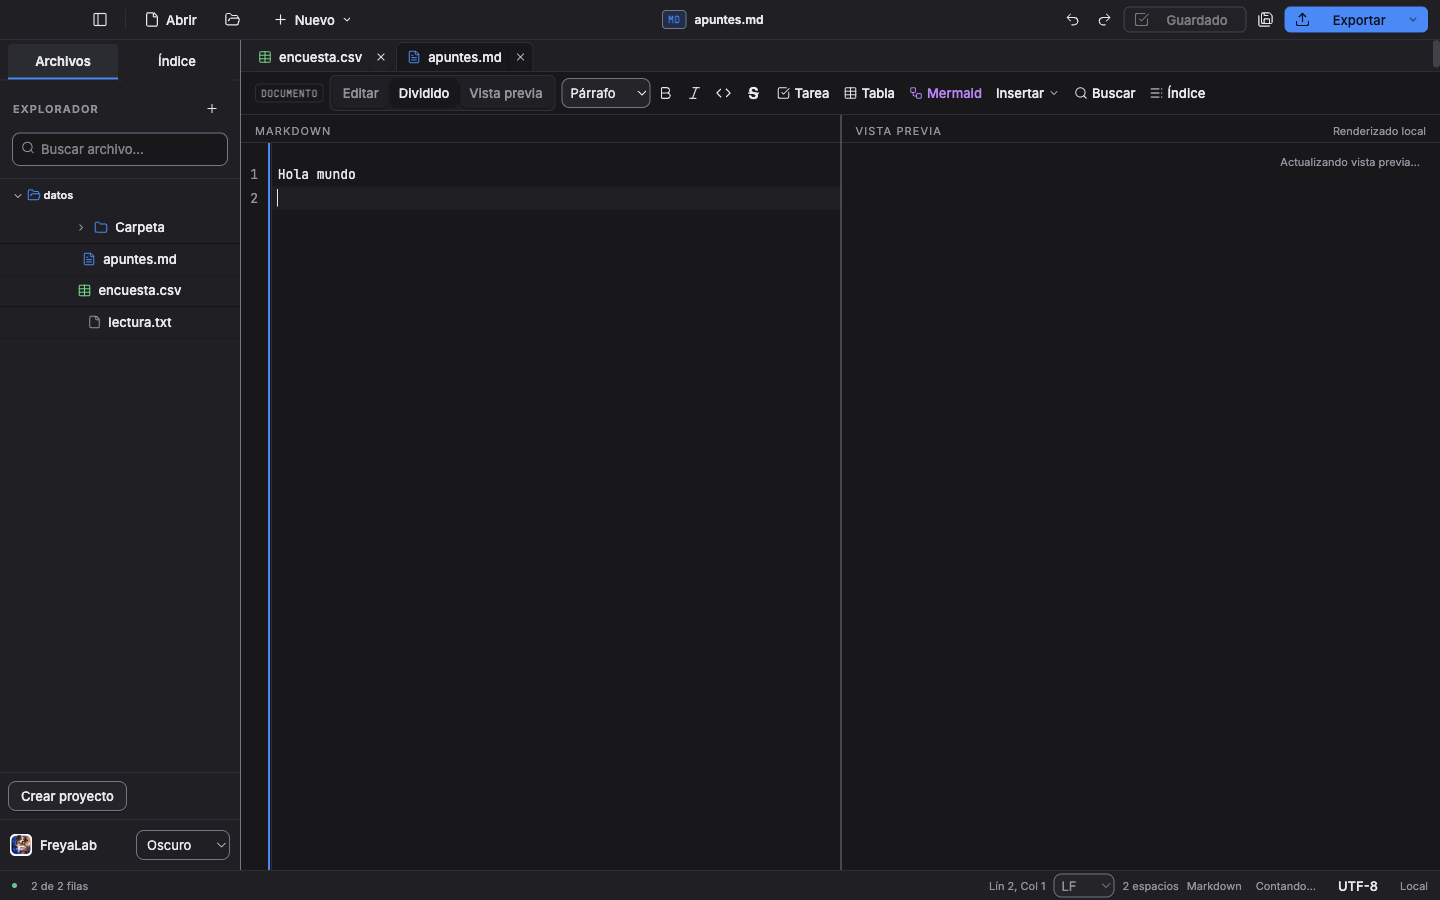 Abrir
Nuevo
MD apuntes.md
Guardado
Exportar
Archivos
Índice
encuesta.csv
apuntes.md
EXPLORADOR
DOCUMENTO
Editar
Dividido
Vista previa
Párrafo
B
I
S
Tarea
Tabla
Mermaid
Insertar
Buscar
Índice
Buscar archivo...
MARKDOWN
VISTA PREVIA
Renderizado local
Actualizando vista previa...
1 Hola mundo
2
datos
Carpeta
apuntes.md
encuesta.csv
lectura.txt
Crear proyecto
FreyaLab
Oscuro
2 de 2 filas
Lín 2, Col 1
LF
2 espacios
Markdown
Contando...
UTF-8
Local